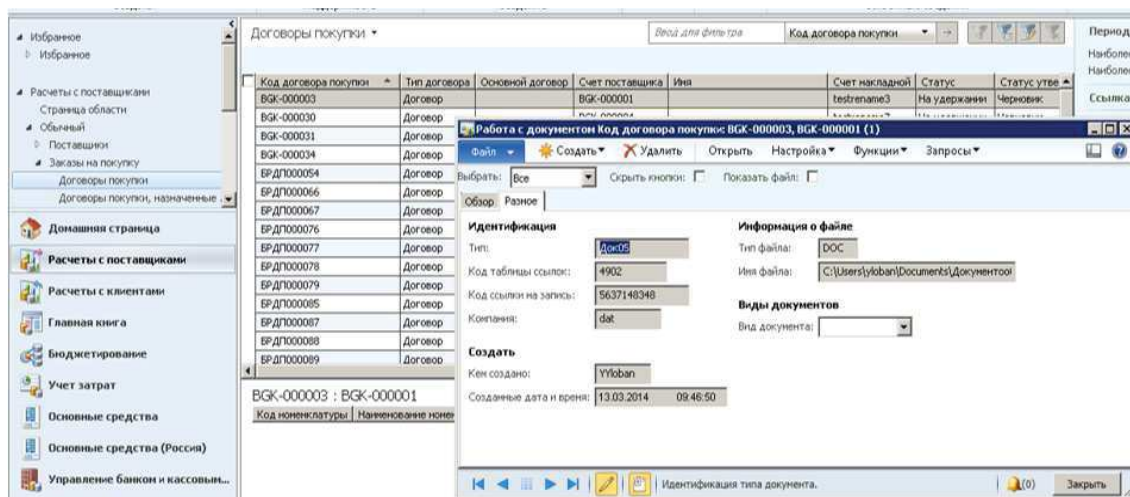 Избранное
Избранное
Расчеты с поставщиками
Страница области
Обычный
Поставщики
Заказы на покупку
Договоры покупки
Договоры покупки, назначенные
Домашняя страница
Расчеты с поставщиками
Расчеты с клиентами
Главная книга
Бюджетирование
Учет затрат
Основные средства
Основные средства (Россия)
Управление банком и кассовым...
Договоры покупки
Ввод для фильтра
Код договора покупки
Код договора покупки Тип договора Основной договор Счет поставщика Имя Счет накладной Статус Статус утве
BGK-000003 Договор BGK-000001 testrename3 На удержании Черновик
BGK-000030 Договор
BGK-000031 Договор
BGK-000034 Договор
БРДП000054 Договор
БРДП000066 Договор
БРДП000067 Договор
БРДП000076 Договор
БРДП000077 Договор
БРДП000078 Договор
БРДП000079 Договор
БРДП000085 Договор
БРДП000087 Договор
БРДП000088 Договор
БРДП000089 Договор
BGK-000003 : BGK-000001
Код номенклатуры Наименование номен
Период
Наиболе
Наиболе
Ссылка
Работа с документом Код договора покупки: BGK-000003, BGK-000001 (1)
Файл Создать Удалить Открыть Настройка Функции Запросы
Выбрать: Все Скрыть кнопки: Показать файл:
Обзор Разное
Идентификация
Тип: Док05
Код таблицы ссылок: 4902
Код ссылки на запись: 5637148348
Компания: dat
Создать
Кем создано: YYloban
Созданные дата и время: 13.03.2014 09:46:50
Информация о файле
Тип файла: DOC
Имя файла: C:\Users\yloban\Documents\Документооб
Виды документов
Вид документа:
Идентификация типа документа.
(0) Закрыть